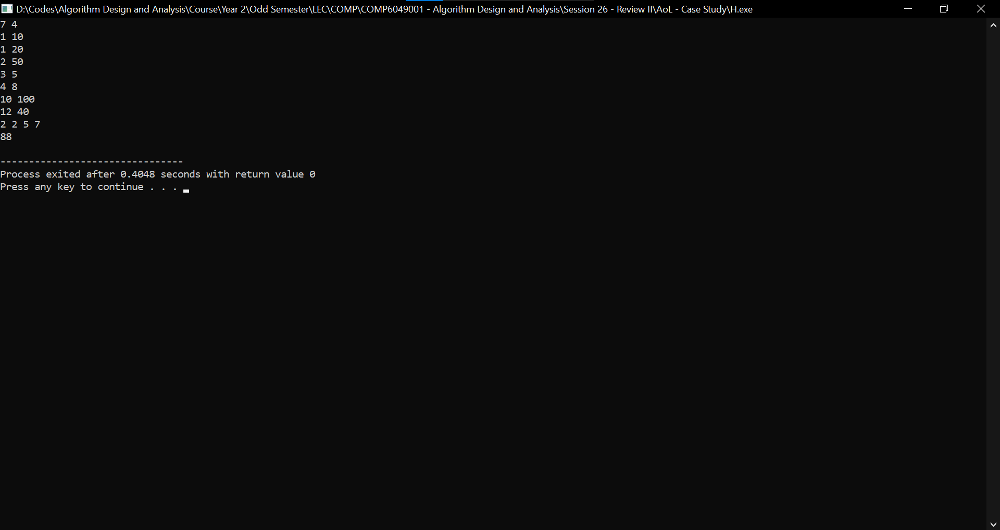 D:\Codes\Algorithm Design and Analysis\Course\Year 2\Odd Semester\LEC\COMP\COMP6049001 - Algorithm Design and Analysis\Session 26 - Review II\AoL - Case Study\H.exe
7 4
1 10
1 20
2 50
3 5
4 8
10 100
12 40
2 2 5 7
88
--------------------------------
Process exited after 0.4048 seconds with return value 0
Press any key to continue . . .